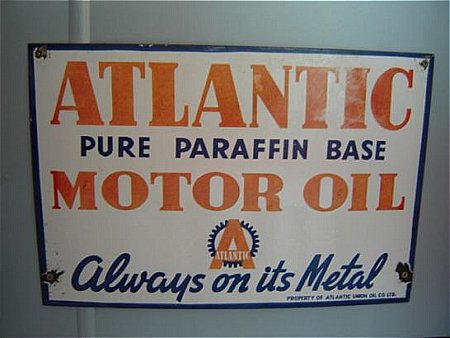 ATLANTIC
PURE PARAFFIN BASE
MOTOR OIL
A
ATLANTIC
Always on its Metal
PROPERTY OF ATLANTIC UNION OIL CO LTD.